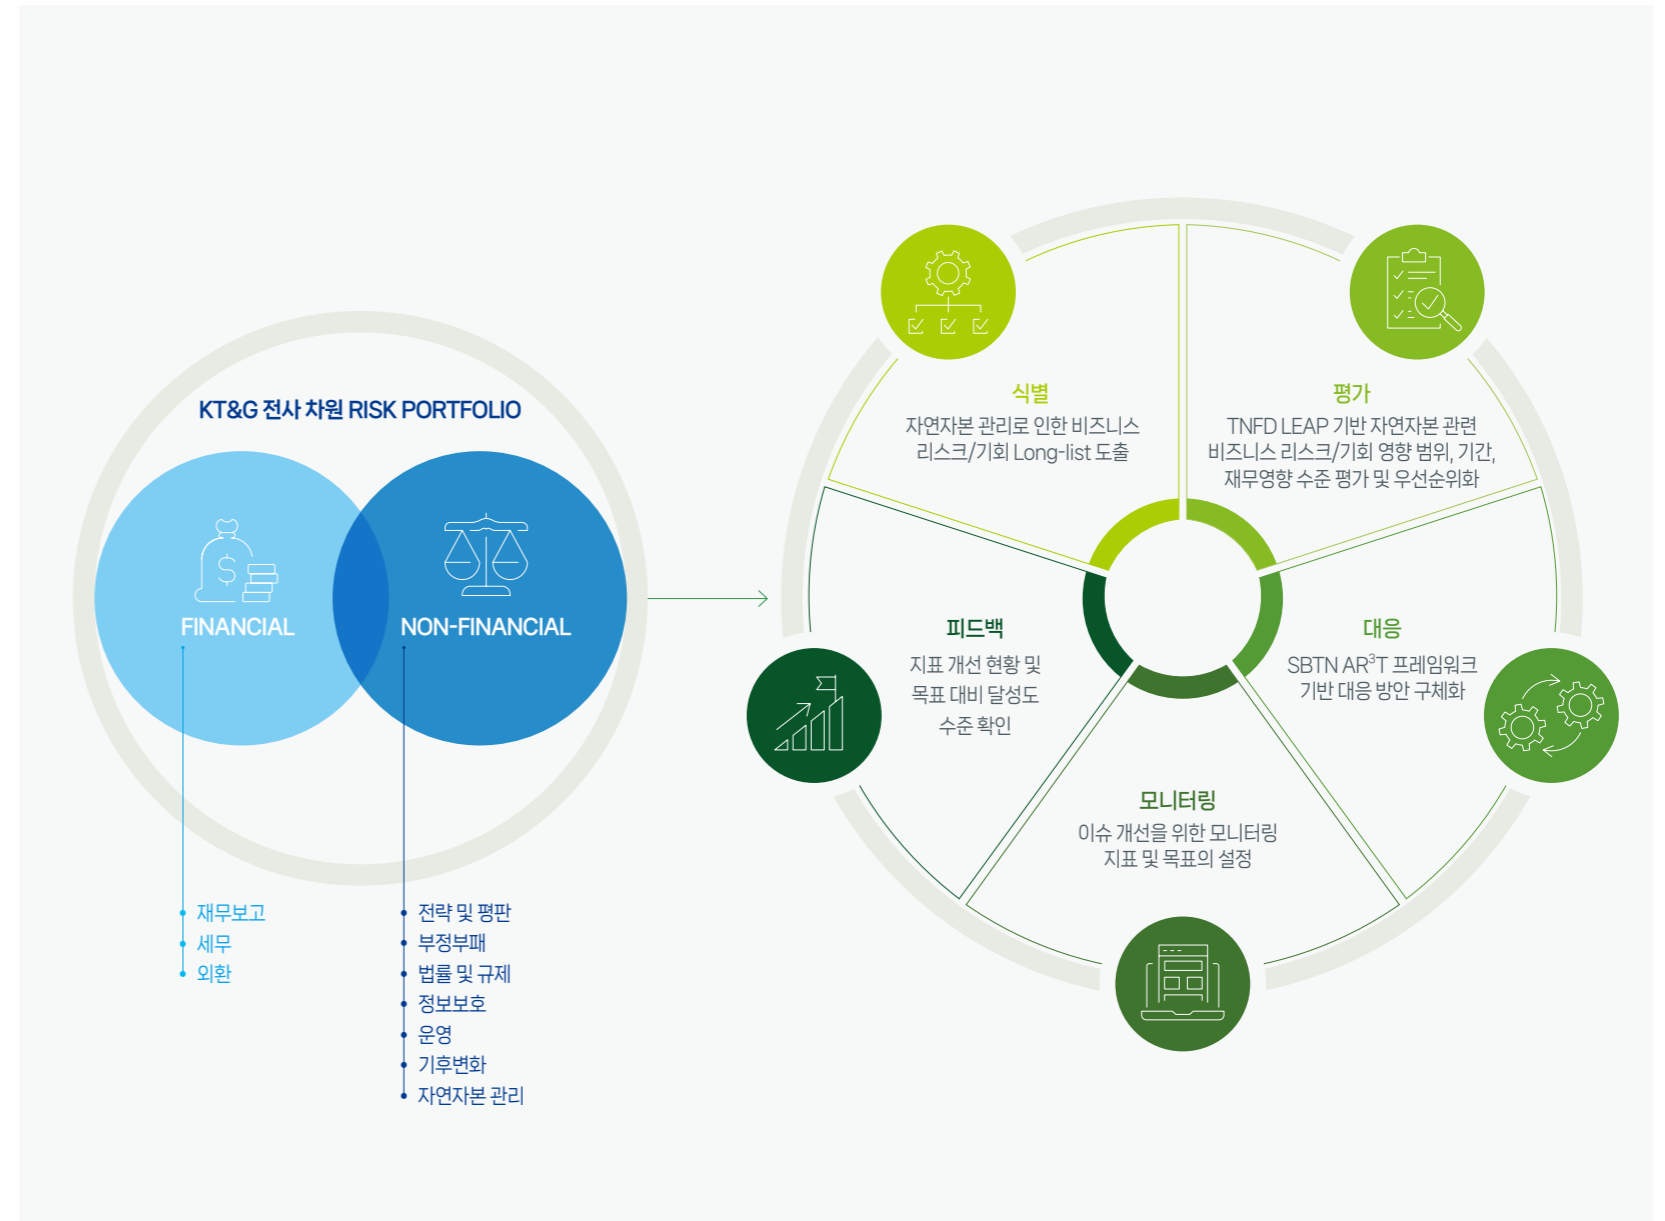 KT&G 전사 차원 RISK PORTFOLIO
FINANCIAL
NON-FINANCIAL
재무보고
세무
외환
전략 및 평판
부정부패
법률 및 규제
정보보호
운영
기후변화
자연자본 관리
식별
자연자본 관리로 인한 비즈니스
리스크/기회 Long-list 도출
평가
TNFD LEAP 기반 자연자본 관련
비즈니스 리스크/기회 영향 범위, 기간,
재무영향 수준 평가 및 우선순위화
대응
SBTN AR³T 프레임워크
기반 대응 방안 구체화
모니터링
이슈 개선을 위한 모니터링
지표 및 목표의 설정
피드백
지표 개선 현황 및
목표 대비 달성도
수준 확인